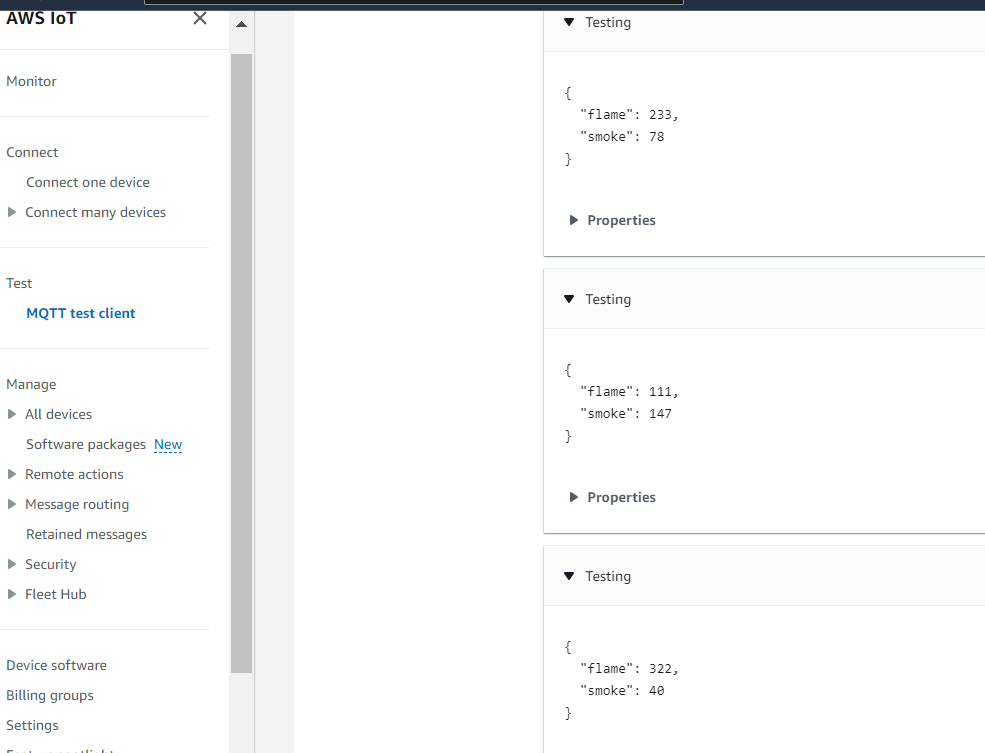 AWS IoT
Monitor
Connect
Connect one device
Connect many devices
Test
MQTT test client
Manage
All devices
Software packages New
Remote actions
Message routing
Retained messages
Security
Fleet Hub
Device software
Billing groups
Settings
Testing
{
"flame": 233,
"smoke": 78
}
Properties
Testing
{
"flame": 111,
"smoke": 147
}
Properties
Testing
{
"flame": 322,
"smoke": 40
}